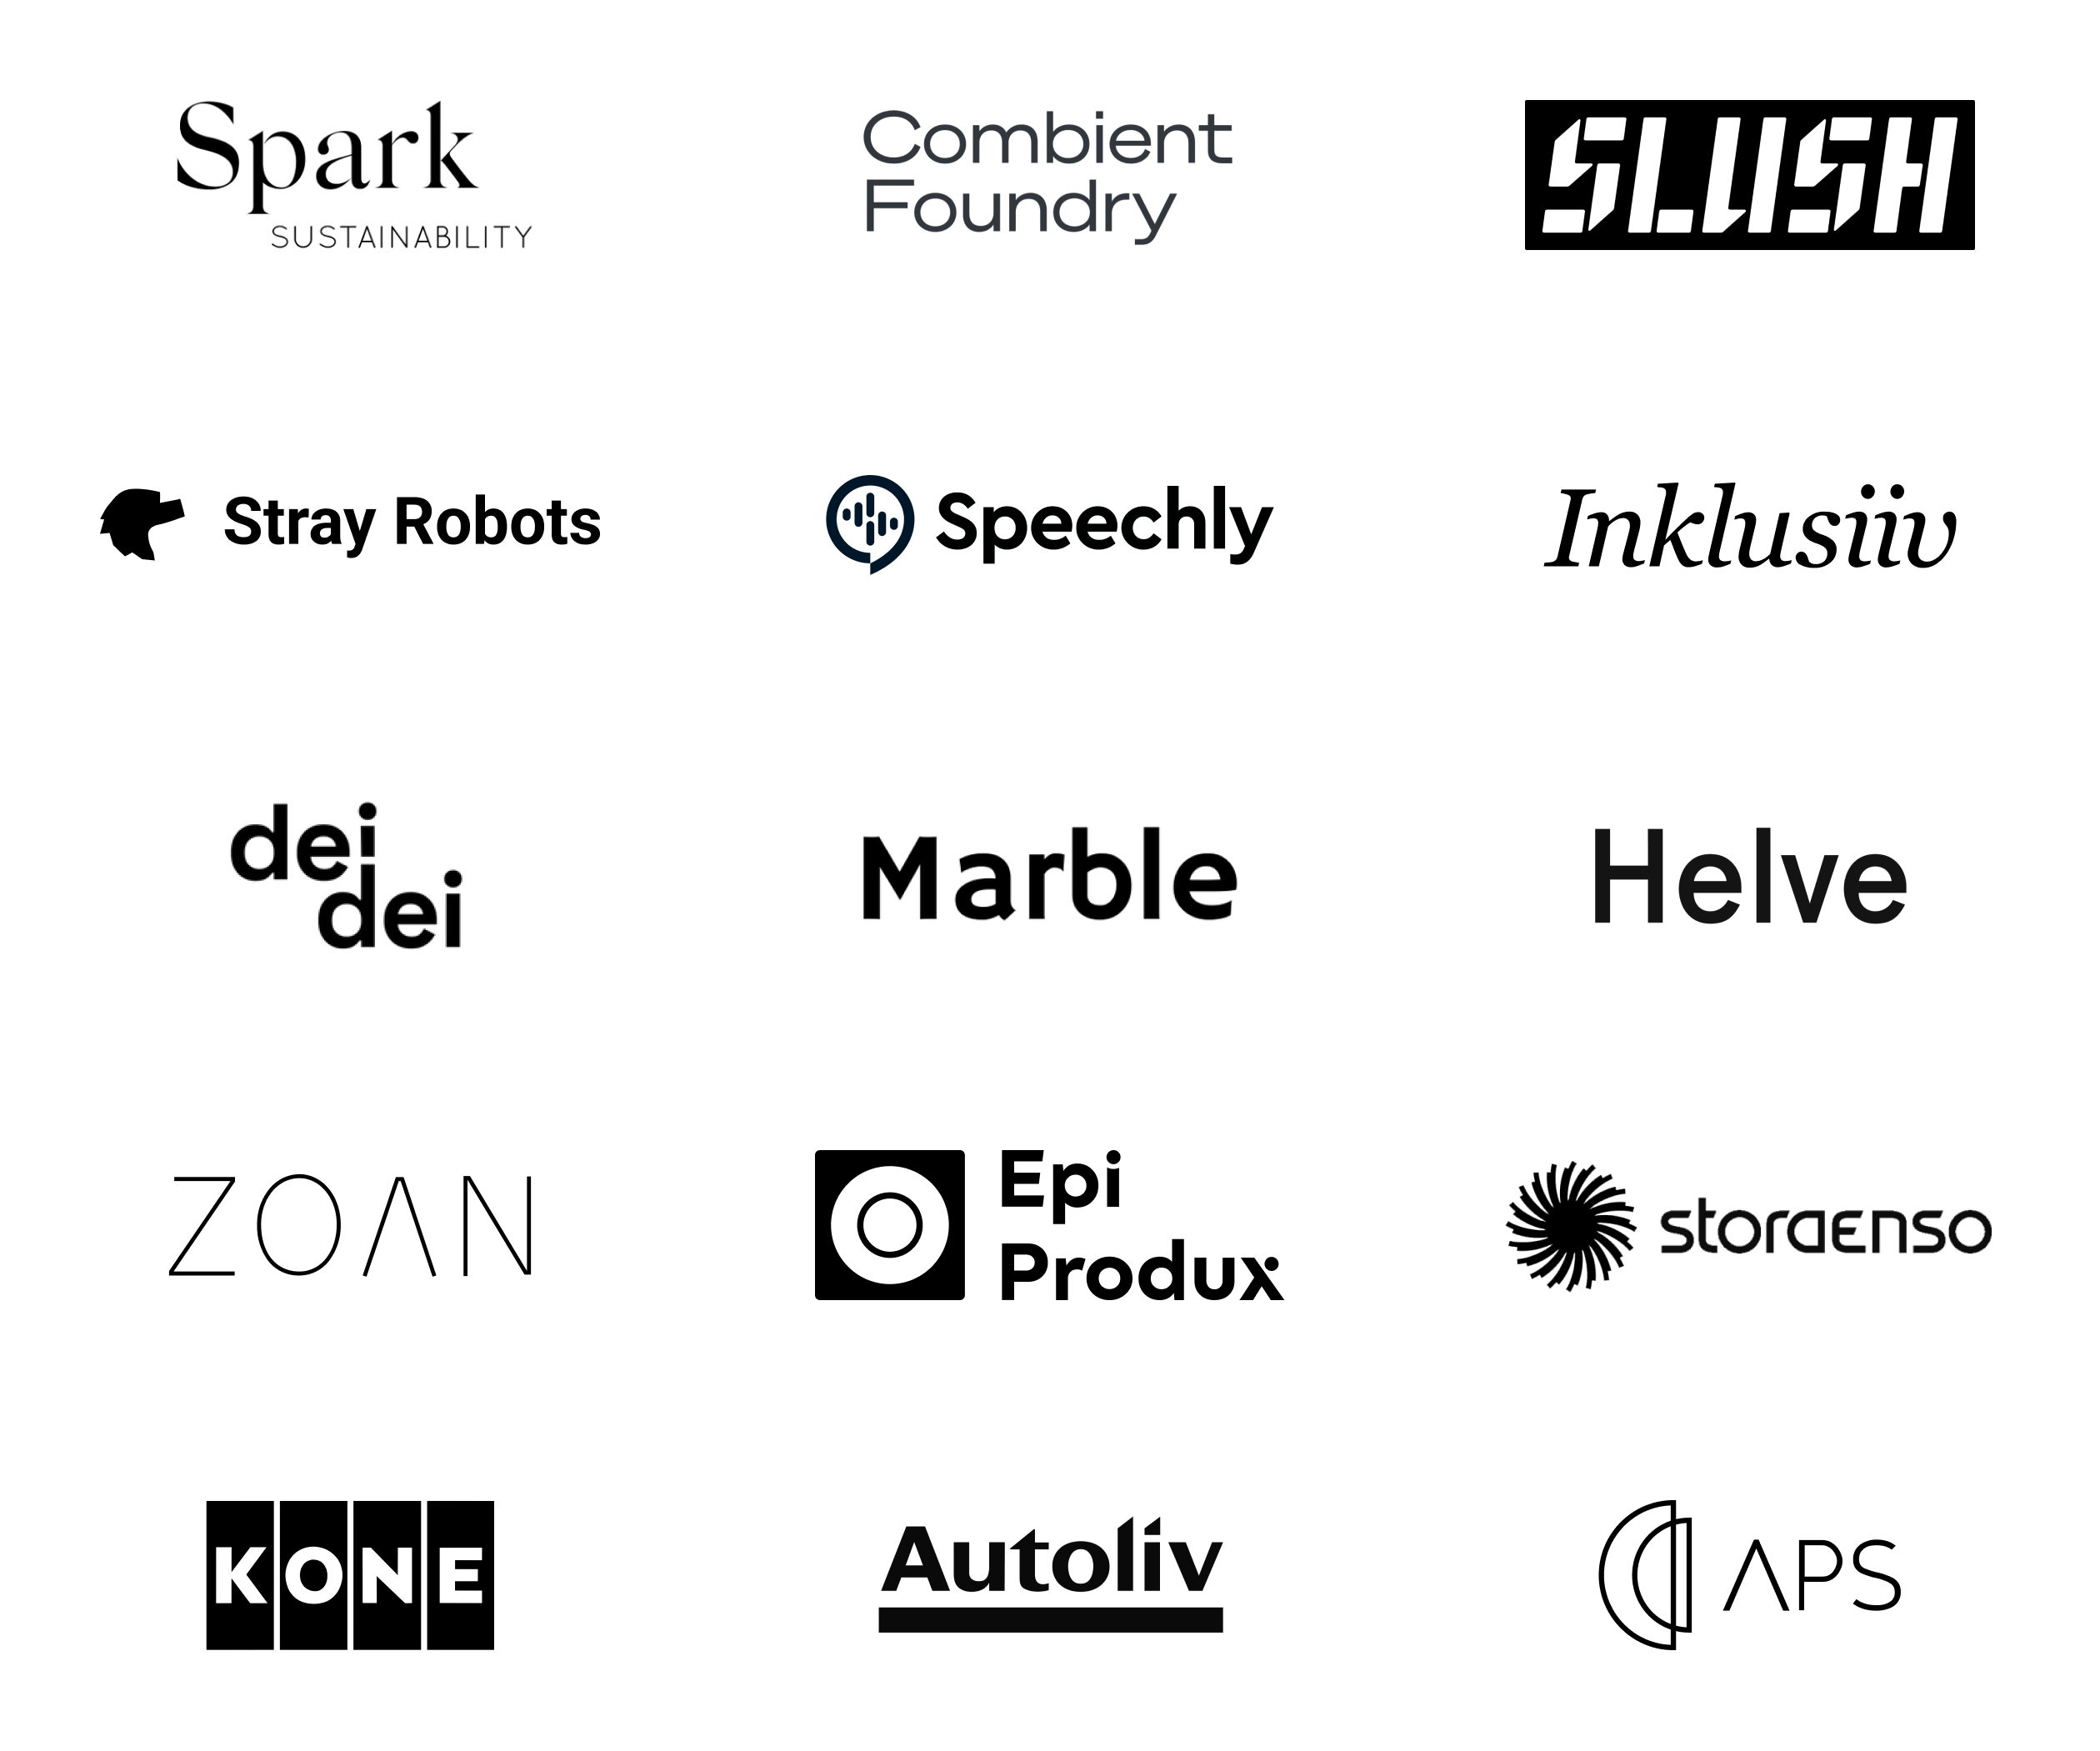 Spark
SUSTAINABILITY
Combient
Foundry
SLUSH
Stray Robots
Speechly
Inklusiiv
dei
dei
Marble
Helve
ZOAN
Epi
Produx
storaenso
KONE
Autoliv
APS